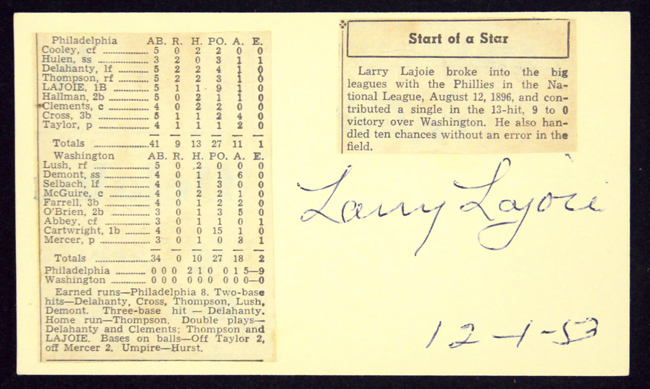 Philadelphia AB. R. H. PO. A. E.
Cooley, cf 5 0 2 2 0 0
Hulen, ss 3 2 0 3 1 1
Delahanty, lf 5 2 2 4 1 0
Thompson, rf 5 2 2 3 1 0
LAJOIE, 1B 5 1 1 9 1 0
Hallman, 2b 5 0 2 1 1 0
Clements, c 4 0 2 2 0 0
Cross, 3b 5 1 1 2 4 0
Taylor, p 4 1 1 1 2 0
Totals 41 9 13 27 11 1
Washington AB. R. H. PO. A. E.
Lush, rf 5 0 2 0 0 0
Demont, ss 4 0 1 1 6 0
Selbach, lf 4 0 1 3 0 0
McGuire, c 4 0 2 2 1 0
Farrell, 3b 4 0 1 2 2 0
O'Brien, 2b 3 0 1 3 5 0
Abbey, cf 3 0 1 1 0 1
Cartwright, 1b 4 0 0 15 1 0
Mercer, p 3 0 1 0 3 1
Totals 34 0 10 27 18 2
Philadelphia 0 0 0 2 1 0 0 1 5—9
Washington 0 0 0 0 0 0 0 0 0—0
Earned runs—Philadelphia 8. Two-base
hits—Delahanty, Cross, Thompson, Lush,
Demont. Three-base hit — Delahanty.
Home run—Thompson. Double plays—
Delahanty and Clements; Thompson and
LAJOIE. Bases on balls—Off Taylor 2,
off Mercer 2. Umpire—Hurst.
Start of a Star
Larry Lajoie broke into the big
leagues with the Phillies in the Na-
tional League, August 12, 1896, and con-
tributed a single in the 13-hit, 9 to 0
victory over Washington. He also han-
dled ten chances without an error in the
field.
Larry Lajoie
12-1-53